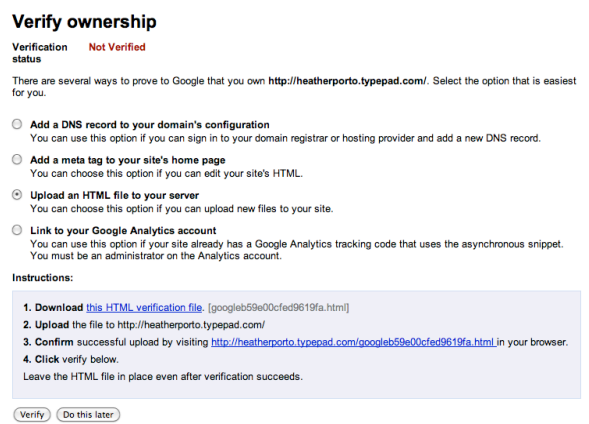 Verify ownership
Verification Not Verified
status
There are several ways to prove to Google that you own http://heatherporto.typepad.com/. Select the option that is easiest
for you.
Add a DNS record to your domain's configuration
You can use this option if you can sign in to your domain registrar or hosting provider and add a new DNS record.
Add a meta tag to your site's home page
You can choose this option if you can edit your site's HTML.
Upload an HTML file to your server
You can choose this option if you can upload new files to your site.
Link to your Google Analytics account
You can use this option if your site already has a Google Analytics tracking code that uses the asynchronous snippet.
You must be an administrator on the Analytics account.
Instructions:
1. Download this HTML verification file. [googleb59e00cfed9619fa.html]
2. Upload the file to http://heatherporto.typepad.com/
3. Confirm successful upload by visiting http://heatherporto.typepad.com/googleb59e00cfed9619fa.html in your browser.
4. Click verify below.
Leave the HTML file in place even after verification succeeds.
Verify Do this later